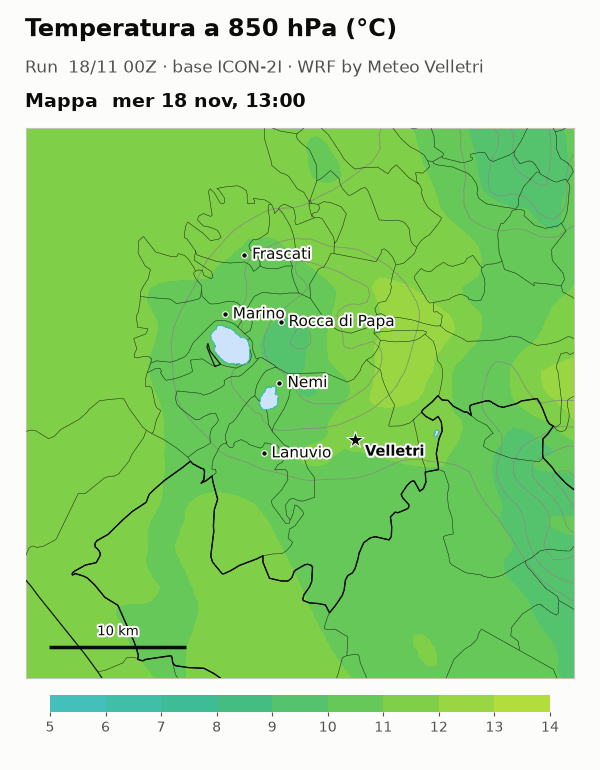 Temperatura a 850 hPa (°C)
Run  18/11 00Z · base ICON-2I · WRF by Meteo Velletri
Mappa  mer 18 nov, 13:00
Frascati
Marino
Rocca di Papa
Nemi
Velletri
Lanuvio
10 km
5 6 7 8 9 10 11 12 13 14